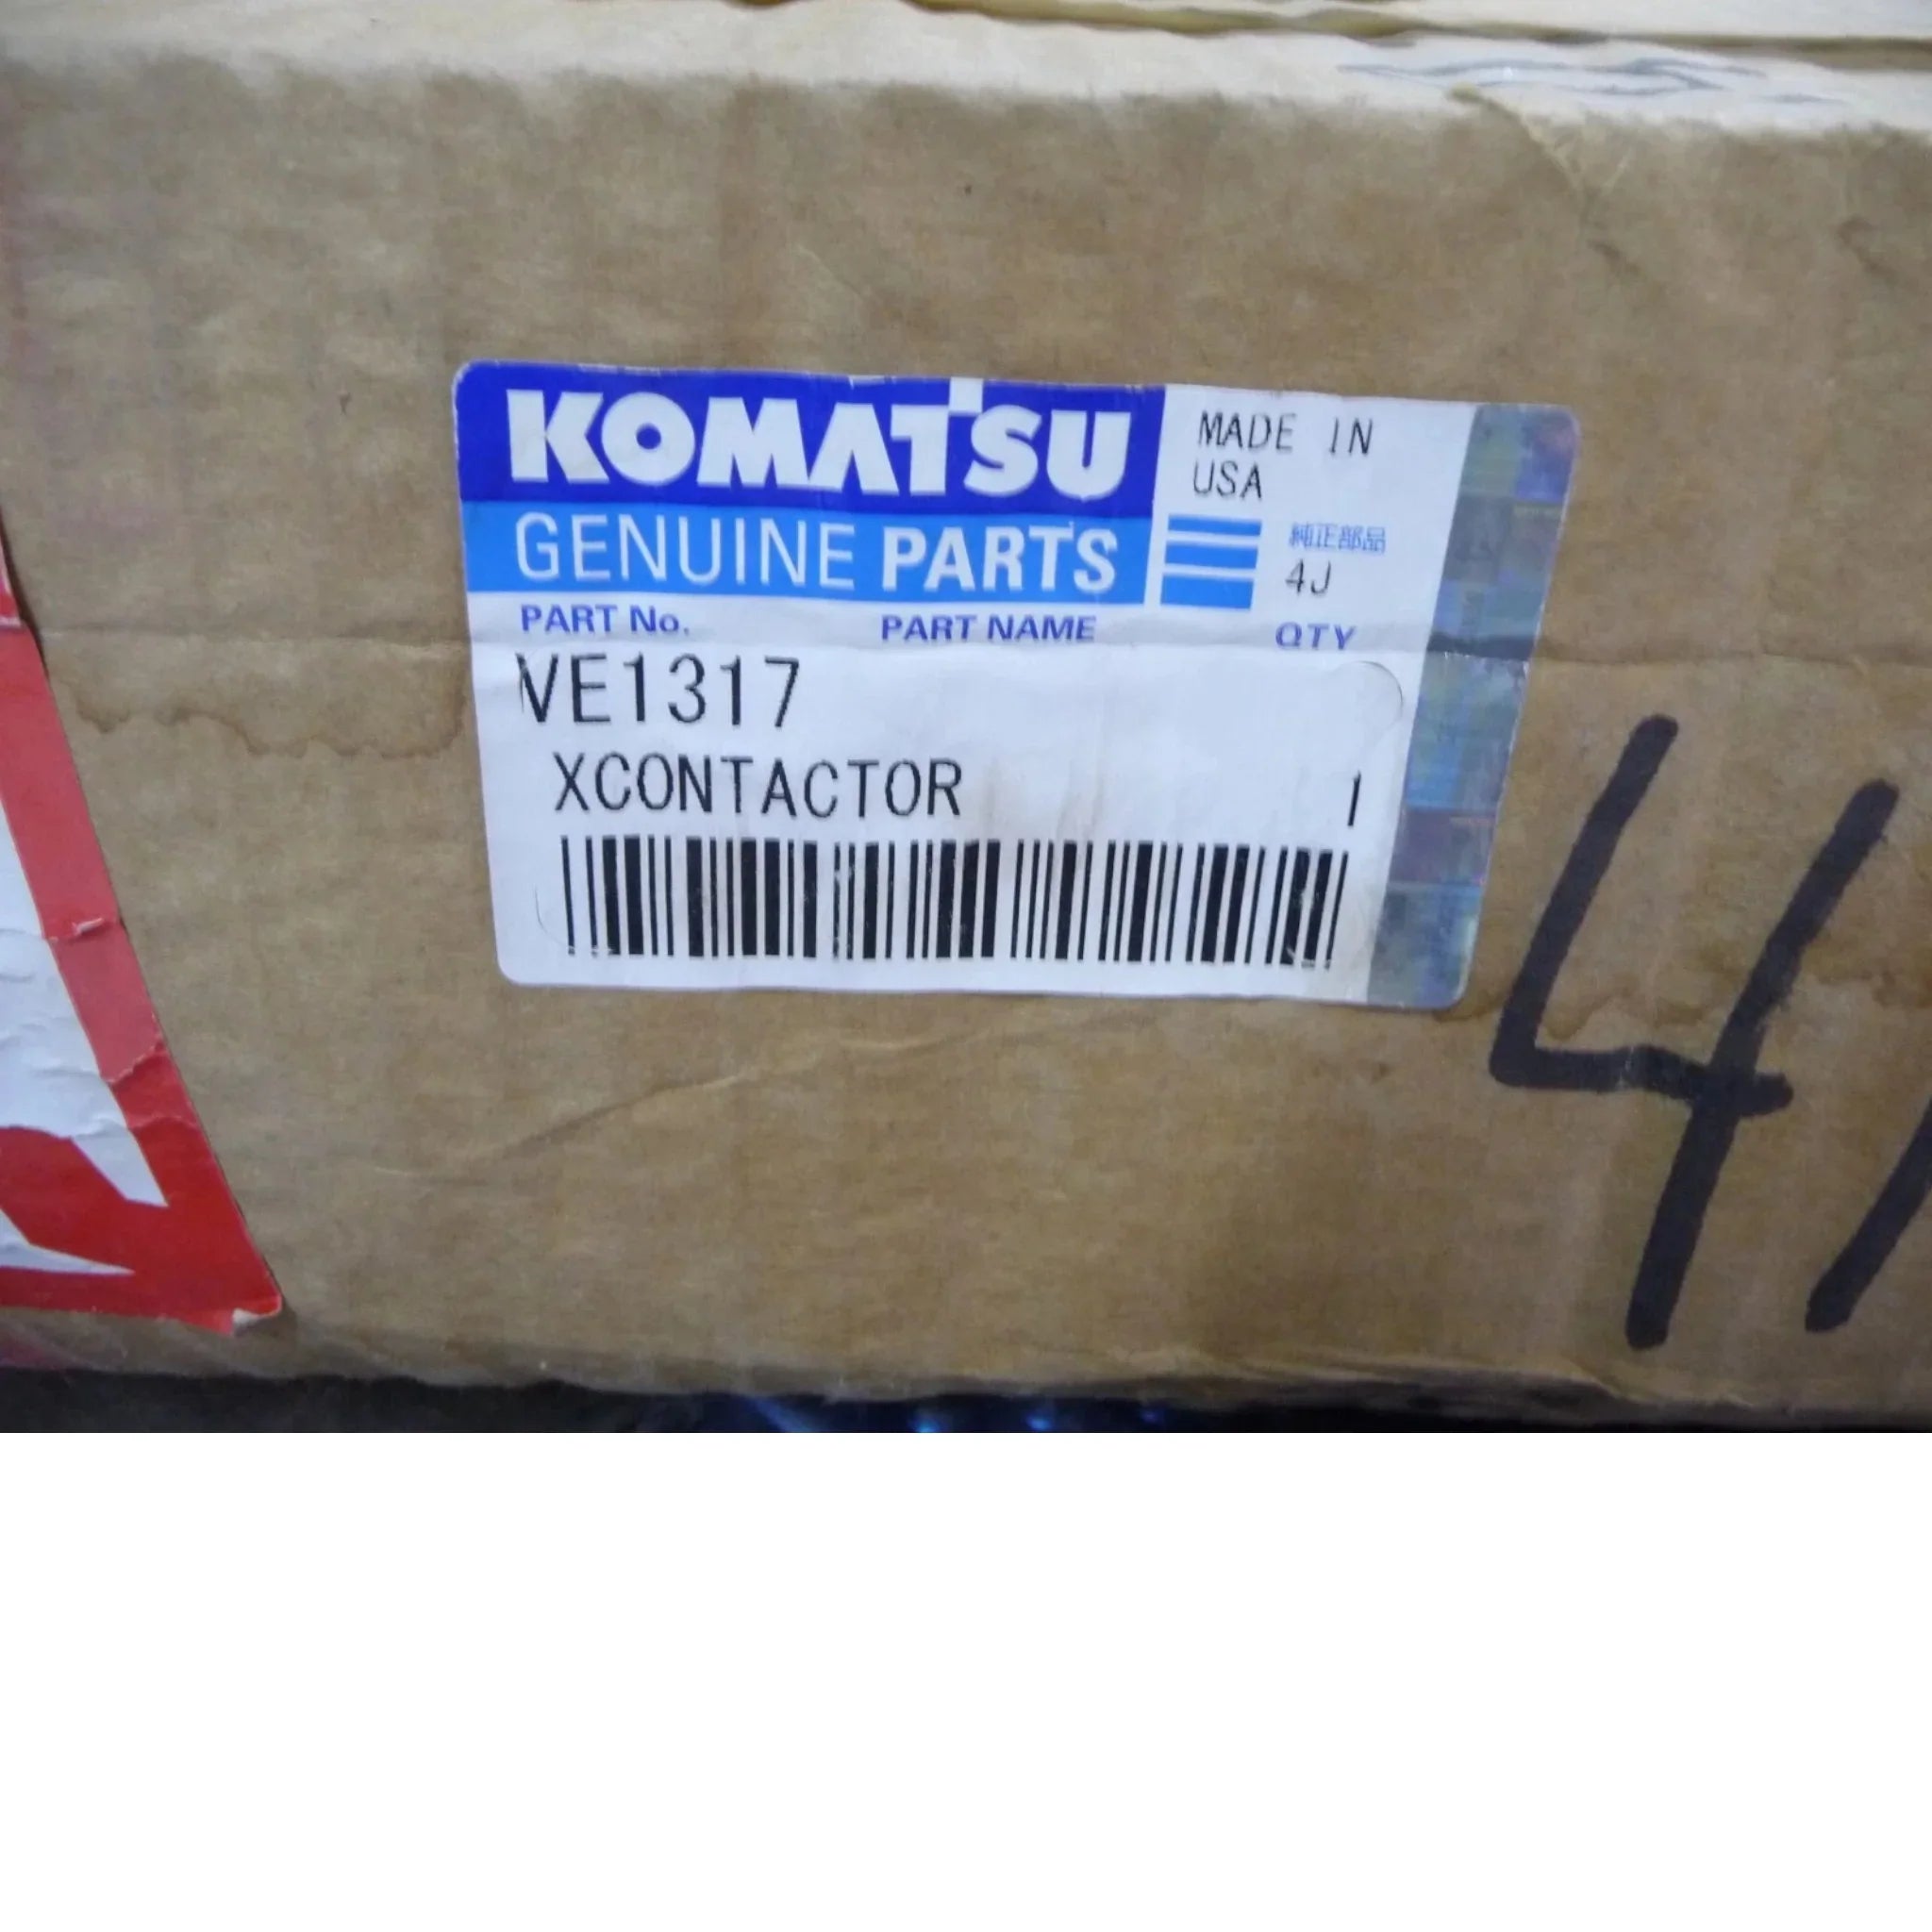 KOMATSU
MADE IN
USA
GENUINE PARTS
純正部品
4J
PART No.
PART NAME
QTY
VE1317
XCONTACTOR
1
4